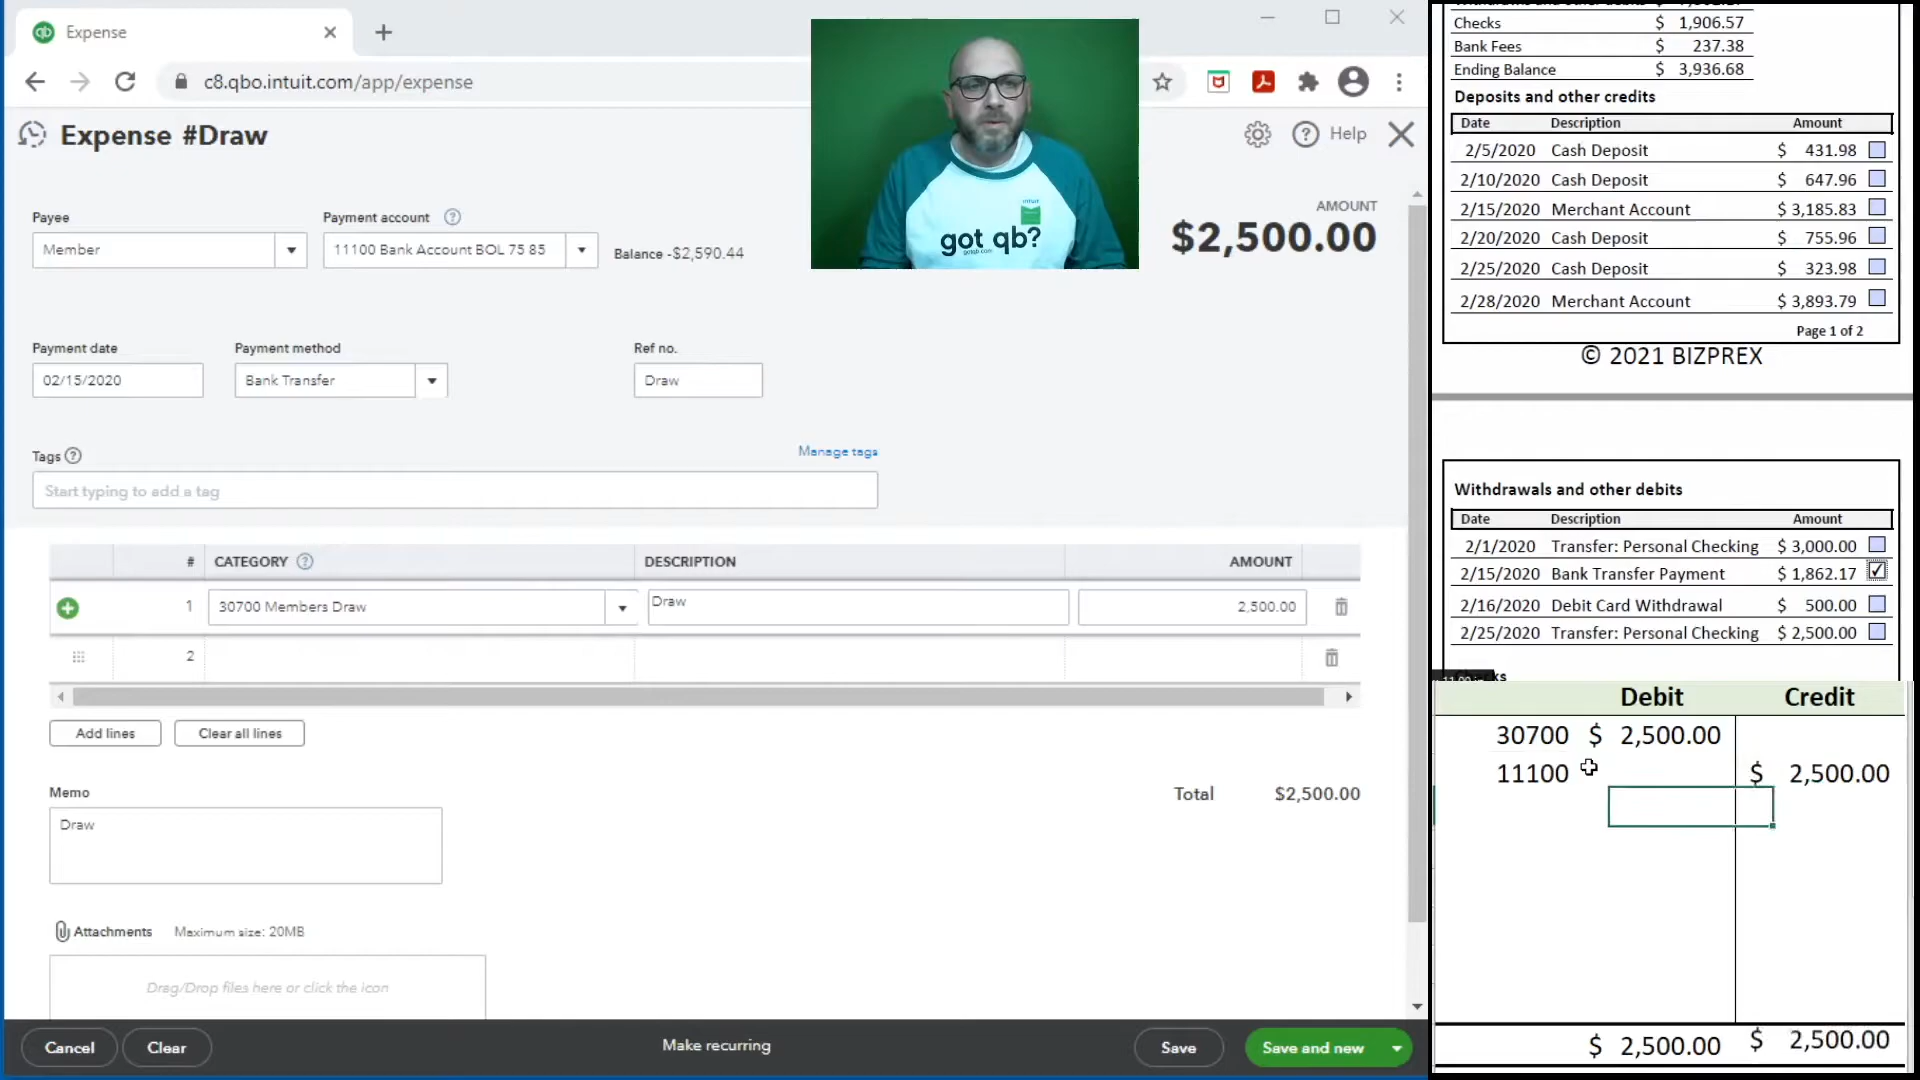 Expense
c8.qbo.intuit.com/app/expense
Expense #Draw
Help
Payee
Payment account
Member
11100 Bank Account BOL 75 85
Balance -$2,590.44
AMOUNT
$2,500.00
intuit
got qb?
Payment date
Payment method
Ref no.
02/15/2020
Bank Transfer
Draw
Tags
Manage tags
Start typing to add a tag
# CATEGORY DESCRIPTION AMOUNT
1 30700 Members Draw Draw 2,500.00
2
Add lines
Clear all lines
Memo
Total $2,500.00
Draw
Attachments Maximum size: 20MB
Drag/Drop files here or click the icon
Cancel
Clear
Make recurring
Save
Save and new
Checks $ 1,906.57
Bank Fees $ 237.38
Ending Balance $ 3,936.68
Deposits and other credits
Date Description Amount
2/5/2020 Cash Deposit $ 431.98
2/10/2020 Cash Deposit $ 647.96
2/15/2020 Merchant Account $ 3,185.83
2/20/2020 Cash Deposit $ 755.96
2/25/2020 Cash Deposit $ 323.98
2/28/2020 Merchant Account $ 3,893.79
Page 1 of 2
© 2021 BIZPREX
Withdrawals and other debits
Date Description Amount
2/1/2020 Transfer: Personal Checking $ 3,000.00
2/15/2020 Bank Transfer Payment $ 1,862.17
2/16/2020 Debit Card Withdrawal $ 500.00
2/25/2020 Transfer: Personal Checking $ 2,500.00
Debit Credit
30700 $ 2,500.00
11100 $ 2,500.00
$ 2,500.00 $ 2,500.00